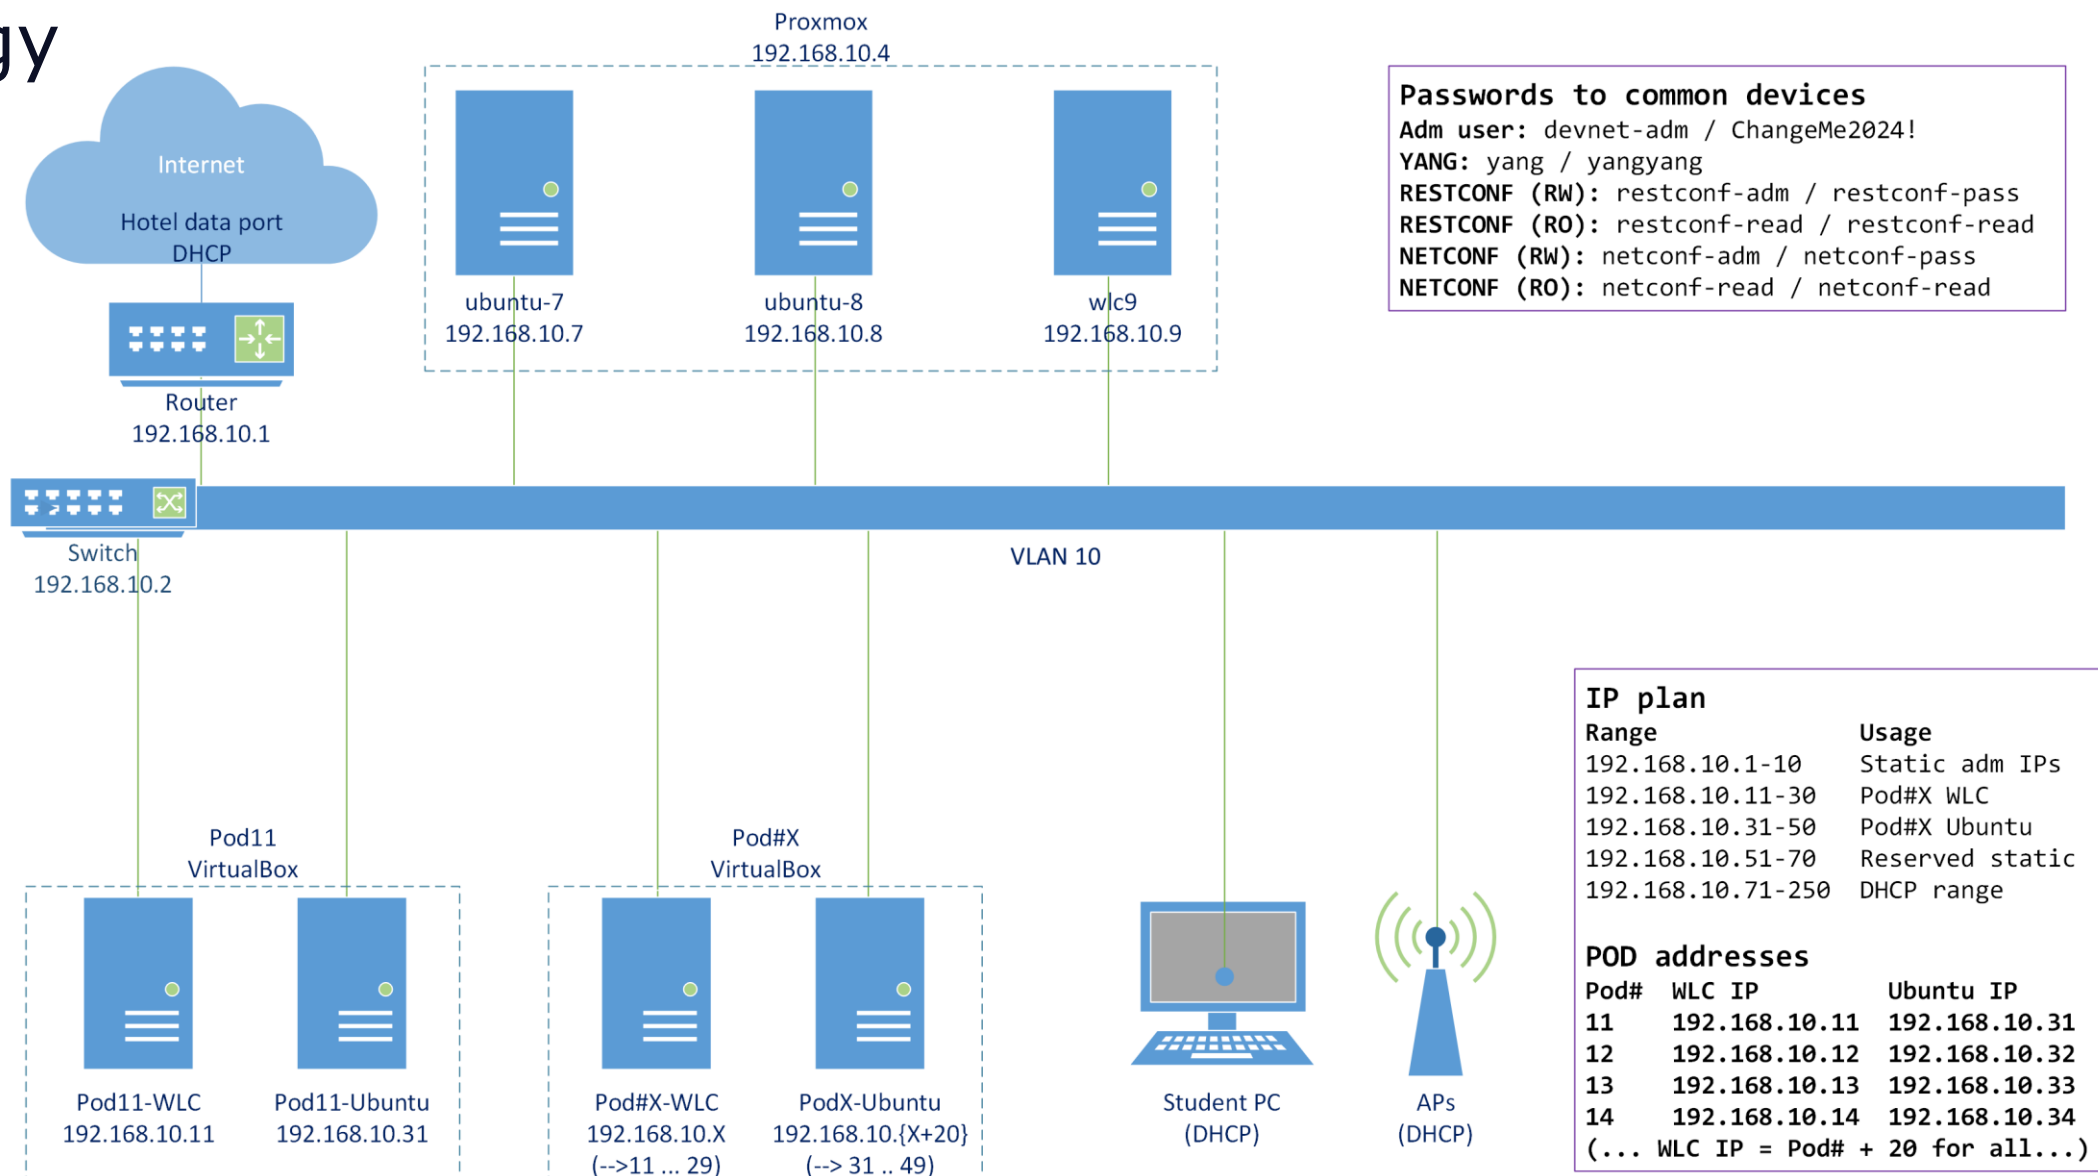 gy
Proxmox
192.168.10.4
Internet
Hotel data port
DHCP
ubuntu-7
192.168.10.7
ubuntu-8
192.168.10.8
wlc9
192.168.10.9
Passwords to common devices
Adm user: devnet-adm / ChangeMe2024!
YANG: yang / yangyang
RESTCONF (RW): restconf-adm / restconf-pass
RESTCONF (RO): restconf-read / restconf-read
NETCONF (RW): netconf-adm / netconf-pass
NETCONF (RO): netconf-read / netconf-read
Router
192.168.10.1
Switch
192.168.10.2
VLAN 10
Pod11
VirtualBox
Pod11-WLC
192.168.10.11
Pod11-Ubuntu
192.168.10.31
Pod#X
VirtualBox
Pod#X-WLC
192.168.10.X
(-->11 ... 29)
PodX-Ubuntu
192.168.10.{X+20}
(--> 31 .. 49)
Student PC
(DHCP)
APs
(DHCP)
IP plan
Range Usage
192.168.10.1-10 Static adm IPs
192.168.10.11-30 Pod#X WLC
192.168.10.31-50 Pod#X Ubuntu
192.168.10.51-70 Reserved static
192.168.10.71-250 DHCP range
POD addresses
Pod# WLC IP Ubuntu IP
11 192.168.10.11 192.168.10.31
12 192.168.10.12 192.168.10.32
13 192.168.10.13 192.168.10.33
14 192.168.10.14 192.168.10.34
(... WLC IP = Pod# + 20 for all...)